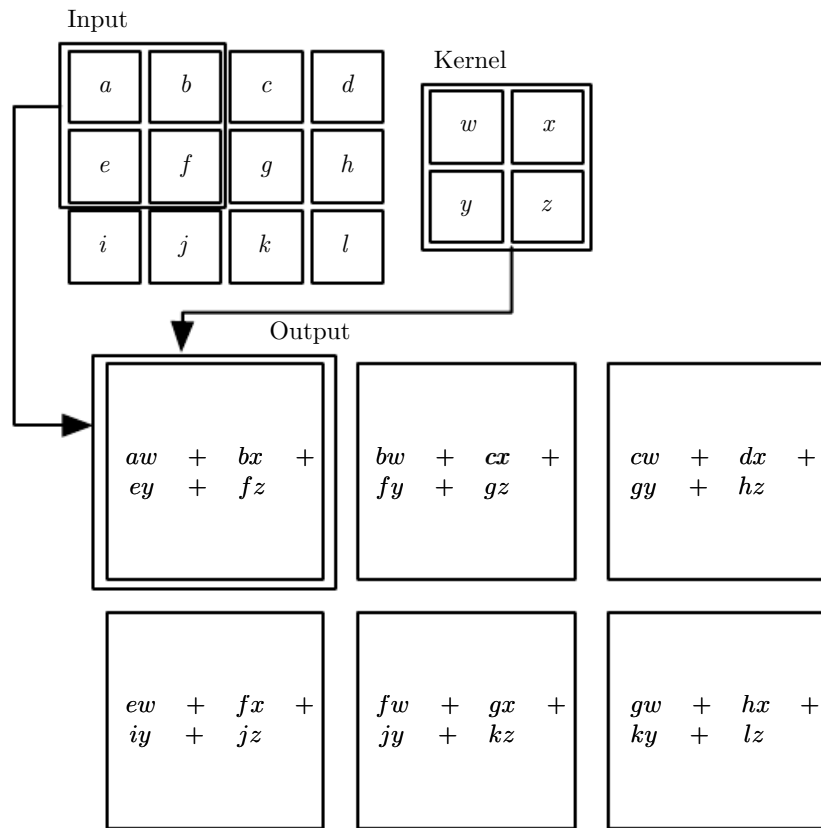 Input
Kernel
a b c d
w x
e f g h
y z
i j k l
Output
aw + bx +
ey + fz
bw + cx +
fy + gz
cw + dx +
gy + hz
ew + fx +
iy + jz
fw + gx +
jy + kz
gw + hx +
ky + lz